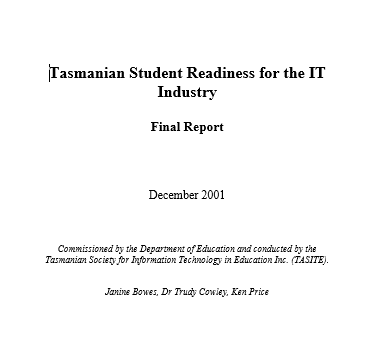 Tasmanian Student Readiness for the IT
Industry
Final Report
December 2001
Commissioned by the Department of Education and conducted by the
Tasmanian Society for Information Technology in Education Inc. (TASITE).
Janine Bowes, Dr Trudy Cowley, Ken Price